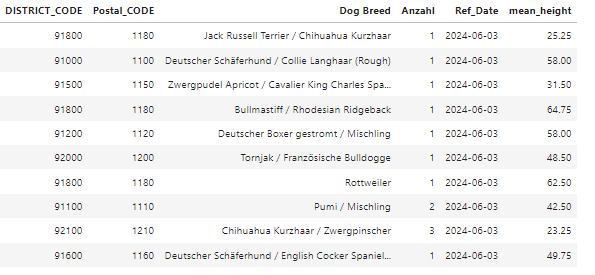 DISTRICT_CODE Postal_CODE Dog Breed Anzahl Ref_Date mean_height
91800 1180 Jack Russell Terrier / Chihuahua Kurzhaar 1 2024-06-03 25.25
91000 1100 Deutscher Schäferhund / Collie Langhaar (Rough) 1 2024-06-03 58.00
91500 1150 Zwergpudel Apricot / Cavalier King Charles Spa... 1 2024-06-03 31.50
91800 1180 Bullmastiff / Rhodesian Ridgeback 1 2024-06-03 64.75
91200 1120 Deutscher Boxer gestromt / Mischling 1 2024-06-03 58.00
92000 1200 Tornjak / Französische Bulldogge 1 2024-06-03 48.50
91800 1180 Rottweiler 1 2024-06-03 62.50
91100 1110 Pumi / Mischling 2 2024-06-03 42.50
92100 1210 Chihuahua Kurzhaar / Zwergpinscher 3 2024-06-03 23.25
91600 1160 Deutscher Schäferhund / English Cocker Spaniel... 1 2024-06-03 49.75